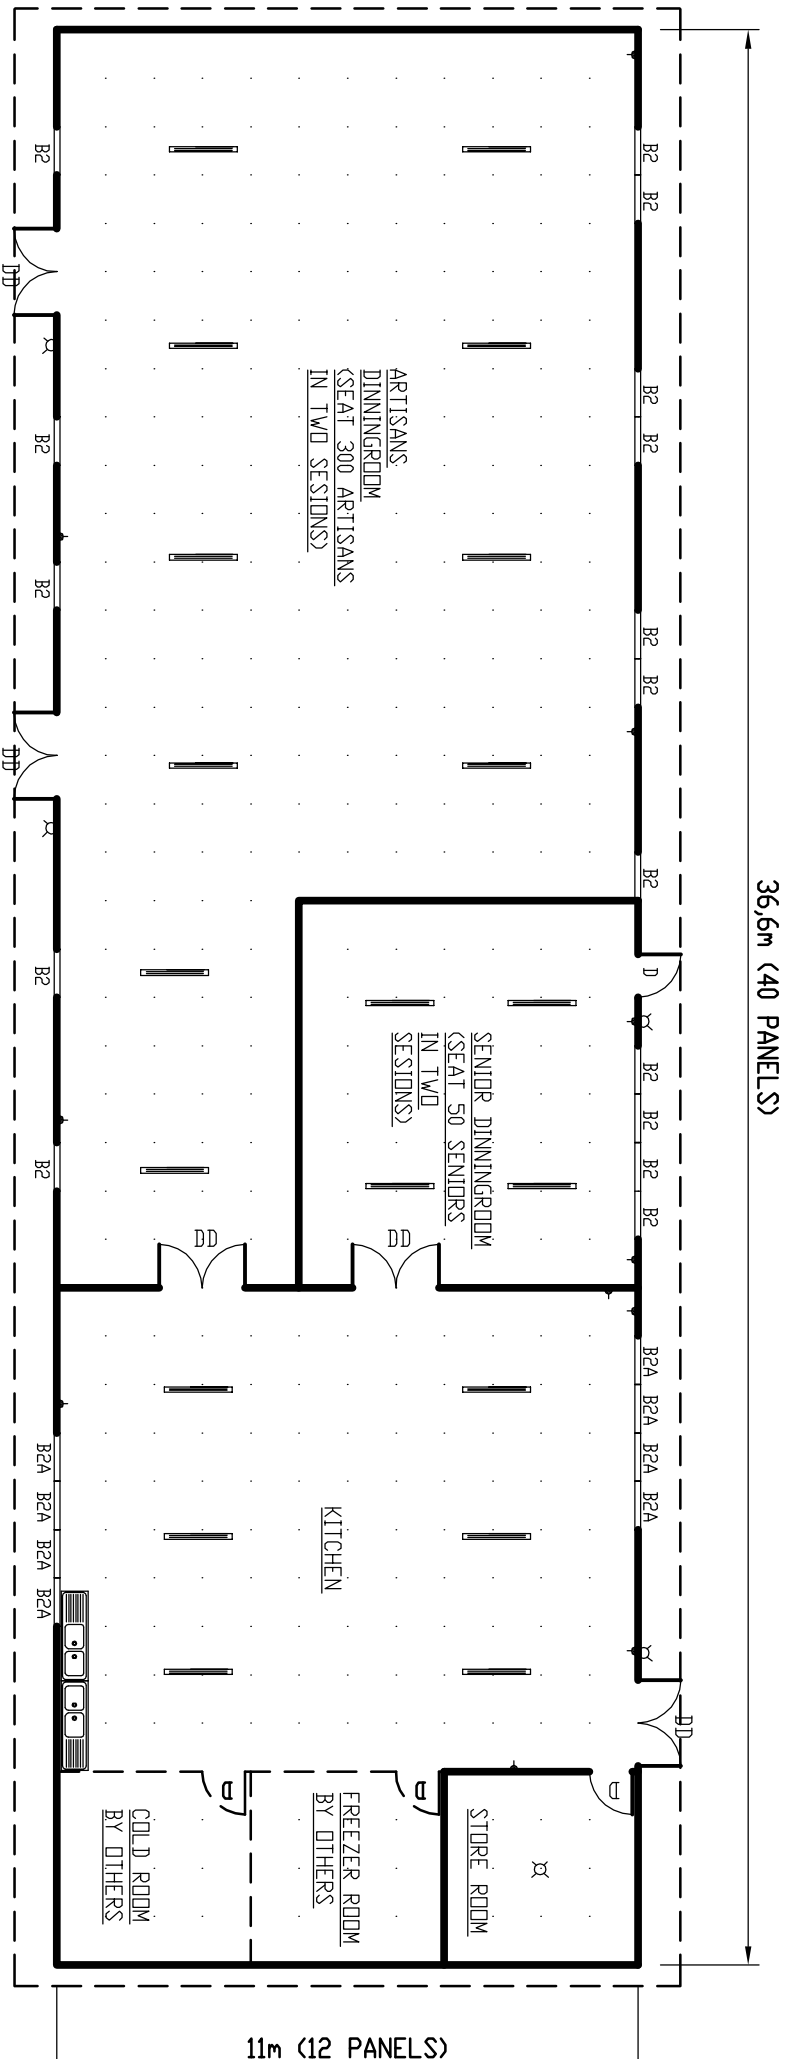 36,6m (40 PANELS)
B2
B2
B2
B2
B2
B2
B2
D
B2
B2
B2
B2
B2A
B2A
B2A
B2A
DD
ARTISANS
DINNINGROOM
(SEAT 300 ARTISANS
IN TWO SESIONS)
SENIOR DINNINGROOM
(SEAT 50 SENIORS
IN TWO
SESIONS)
DD
DD
KITCHEN
D
STORE ROOM
D
FREEZER ROOM
BY OTHERS
D
COLD ROOM
BY OTHERS
B2
DD
B2
B2
DD
B2
B2
B2A
B2A
B2A
B2A
11m (12 PANELS)